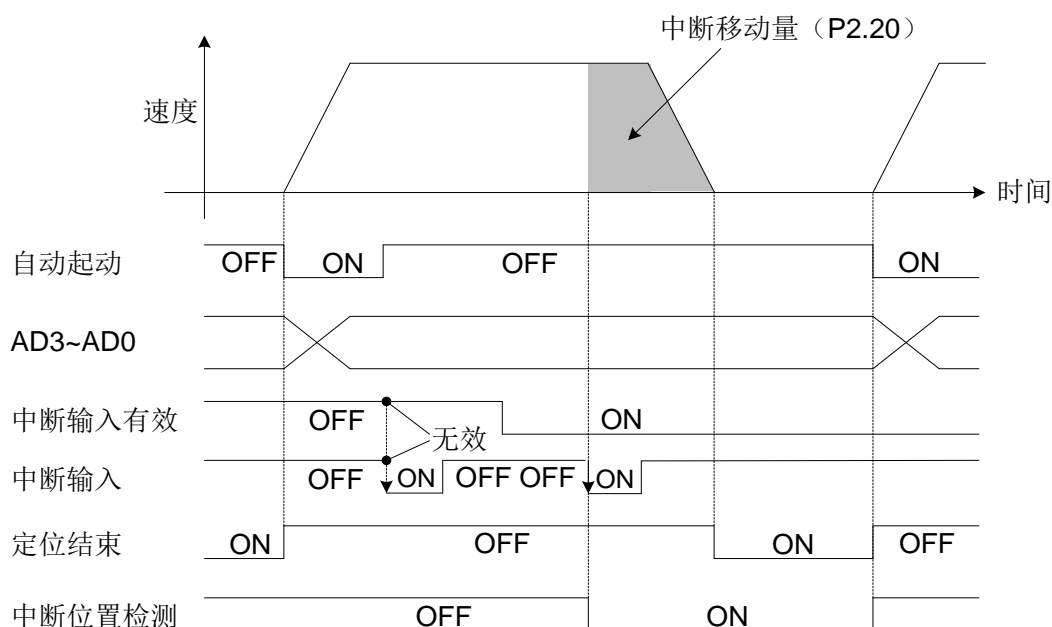 中断移动量（P2.20）
速度
时间
自动起动 OFF ON OFF ON
AD3~AD0
中断输入有效 OFF ON
无效
中断输入 OFF ON OFF OFF ON
定位结束 ON OFF ON OFF
中断位置检测 OFF ON